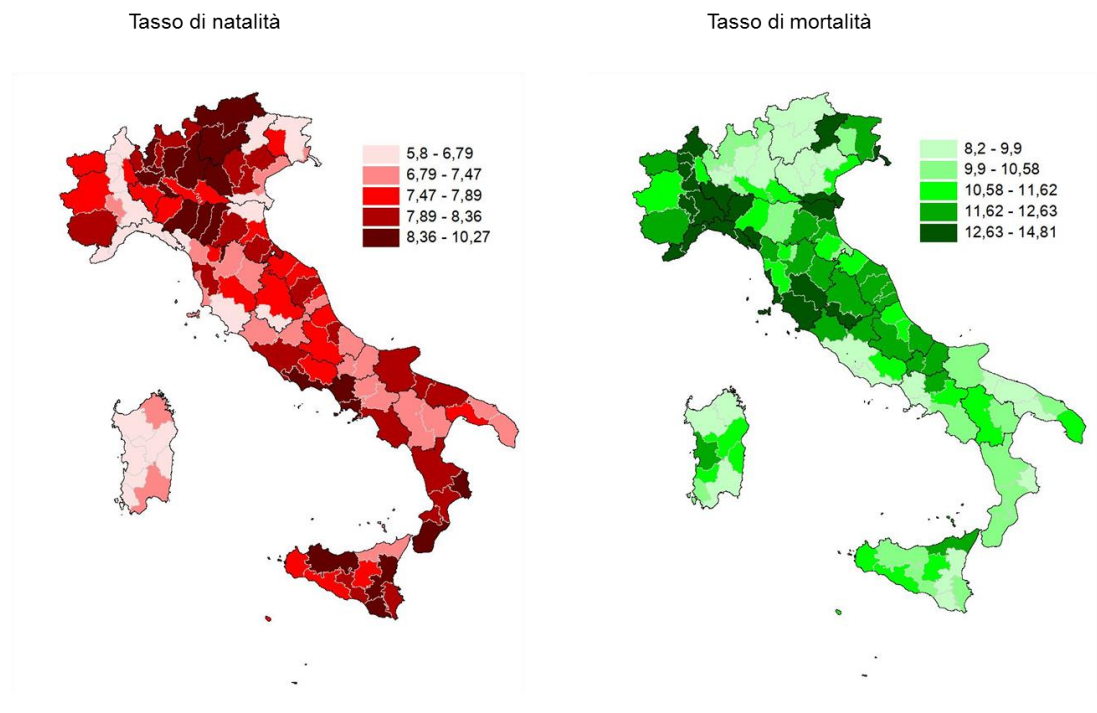 Tasso di natalità
Tasso di mortalità
5,8 - 6,79
6,79 - 7,47
7,47 - 7,89
7,89 - 8,36
8,36 - 10,27
8,2 - 9,9
9,9 - 10,58
10,58 - 11,62
11,62 - 12,63
12,63 - 14,81